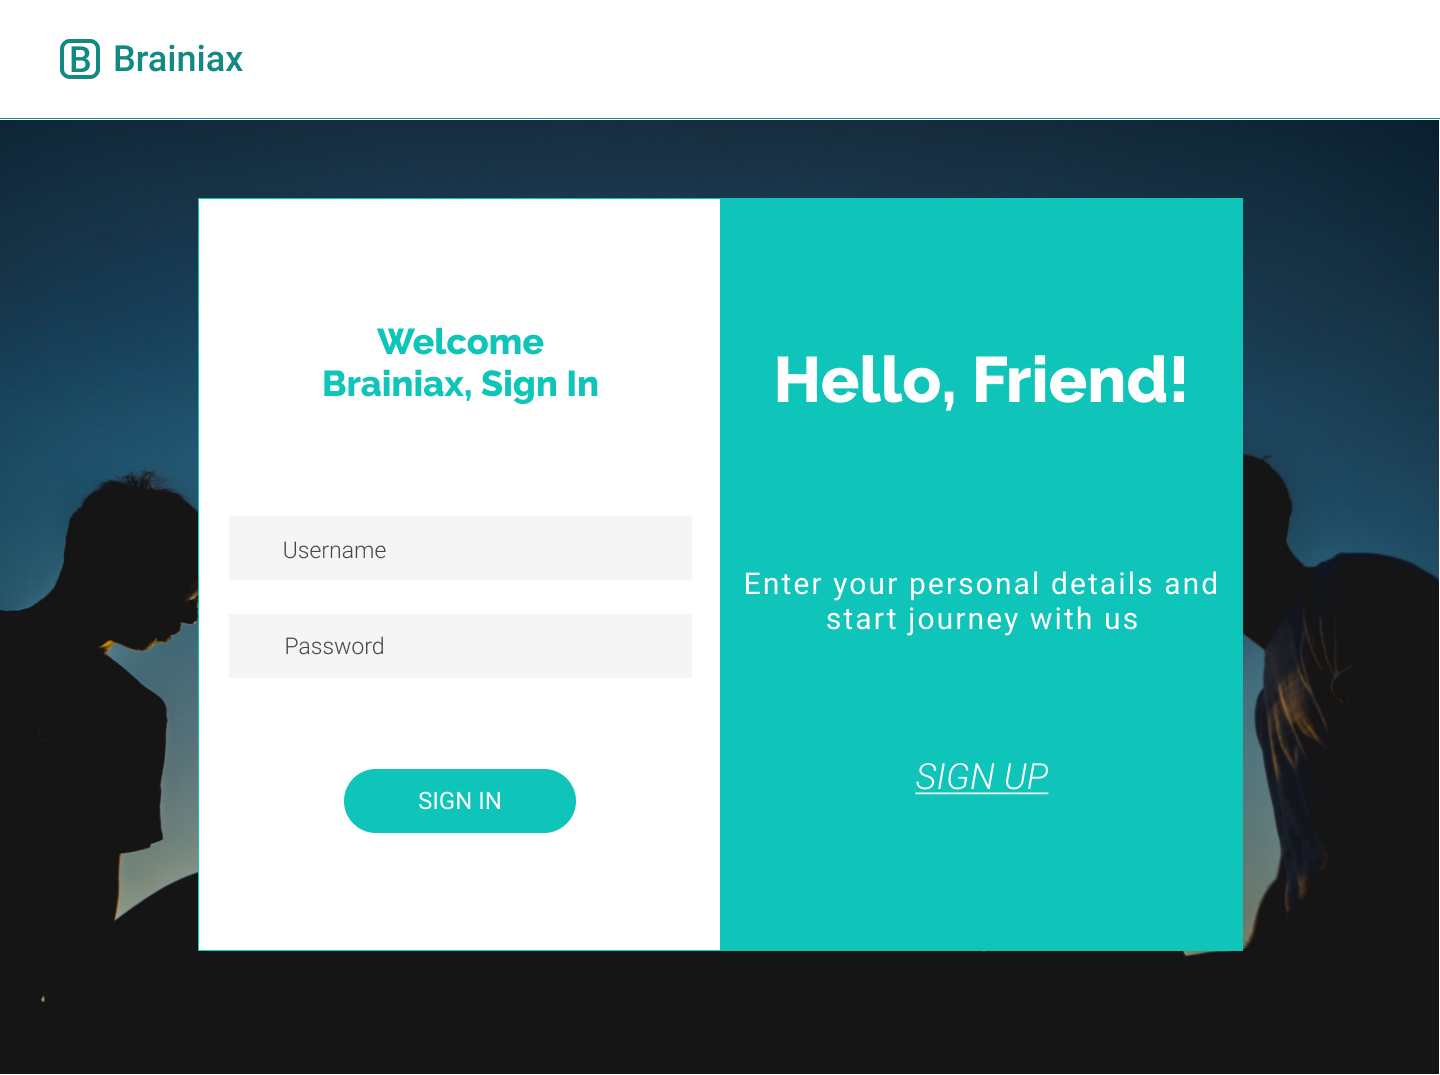 B Brainiax
Welcome
Brainiax, Sign In
Username
Password
SIGN IN
Hello, Friend!
Enter your personal details and
start journey with us
SIGN UP